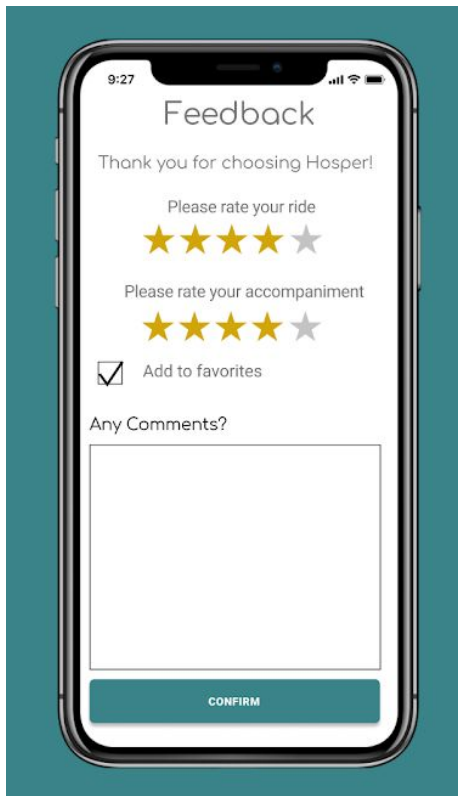 9:27
Feedback
Thank you for choosing Hosper!
Please rate your ride
Please rate your accompaniment
Add to favorites
Any Comments?
CONFIRM